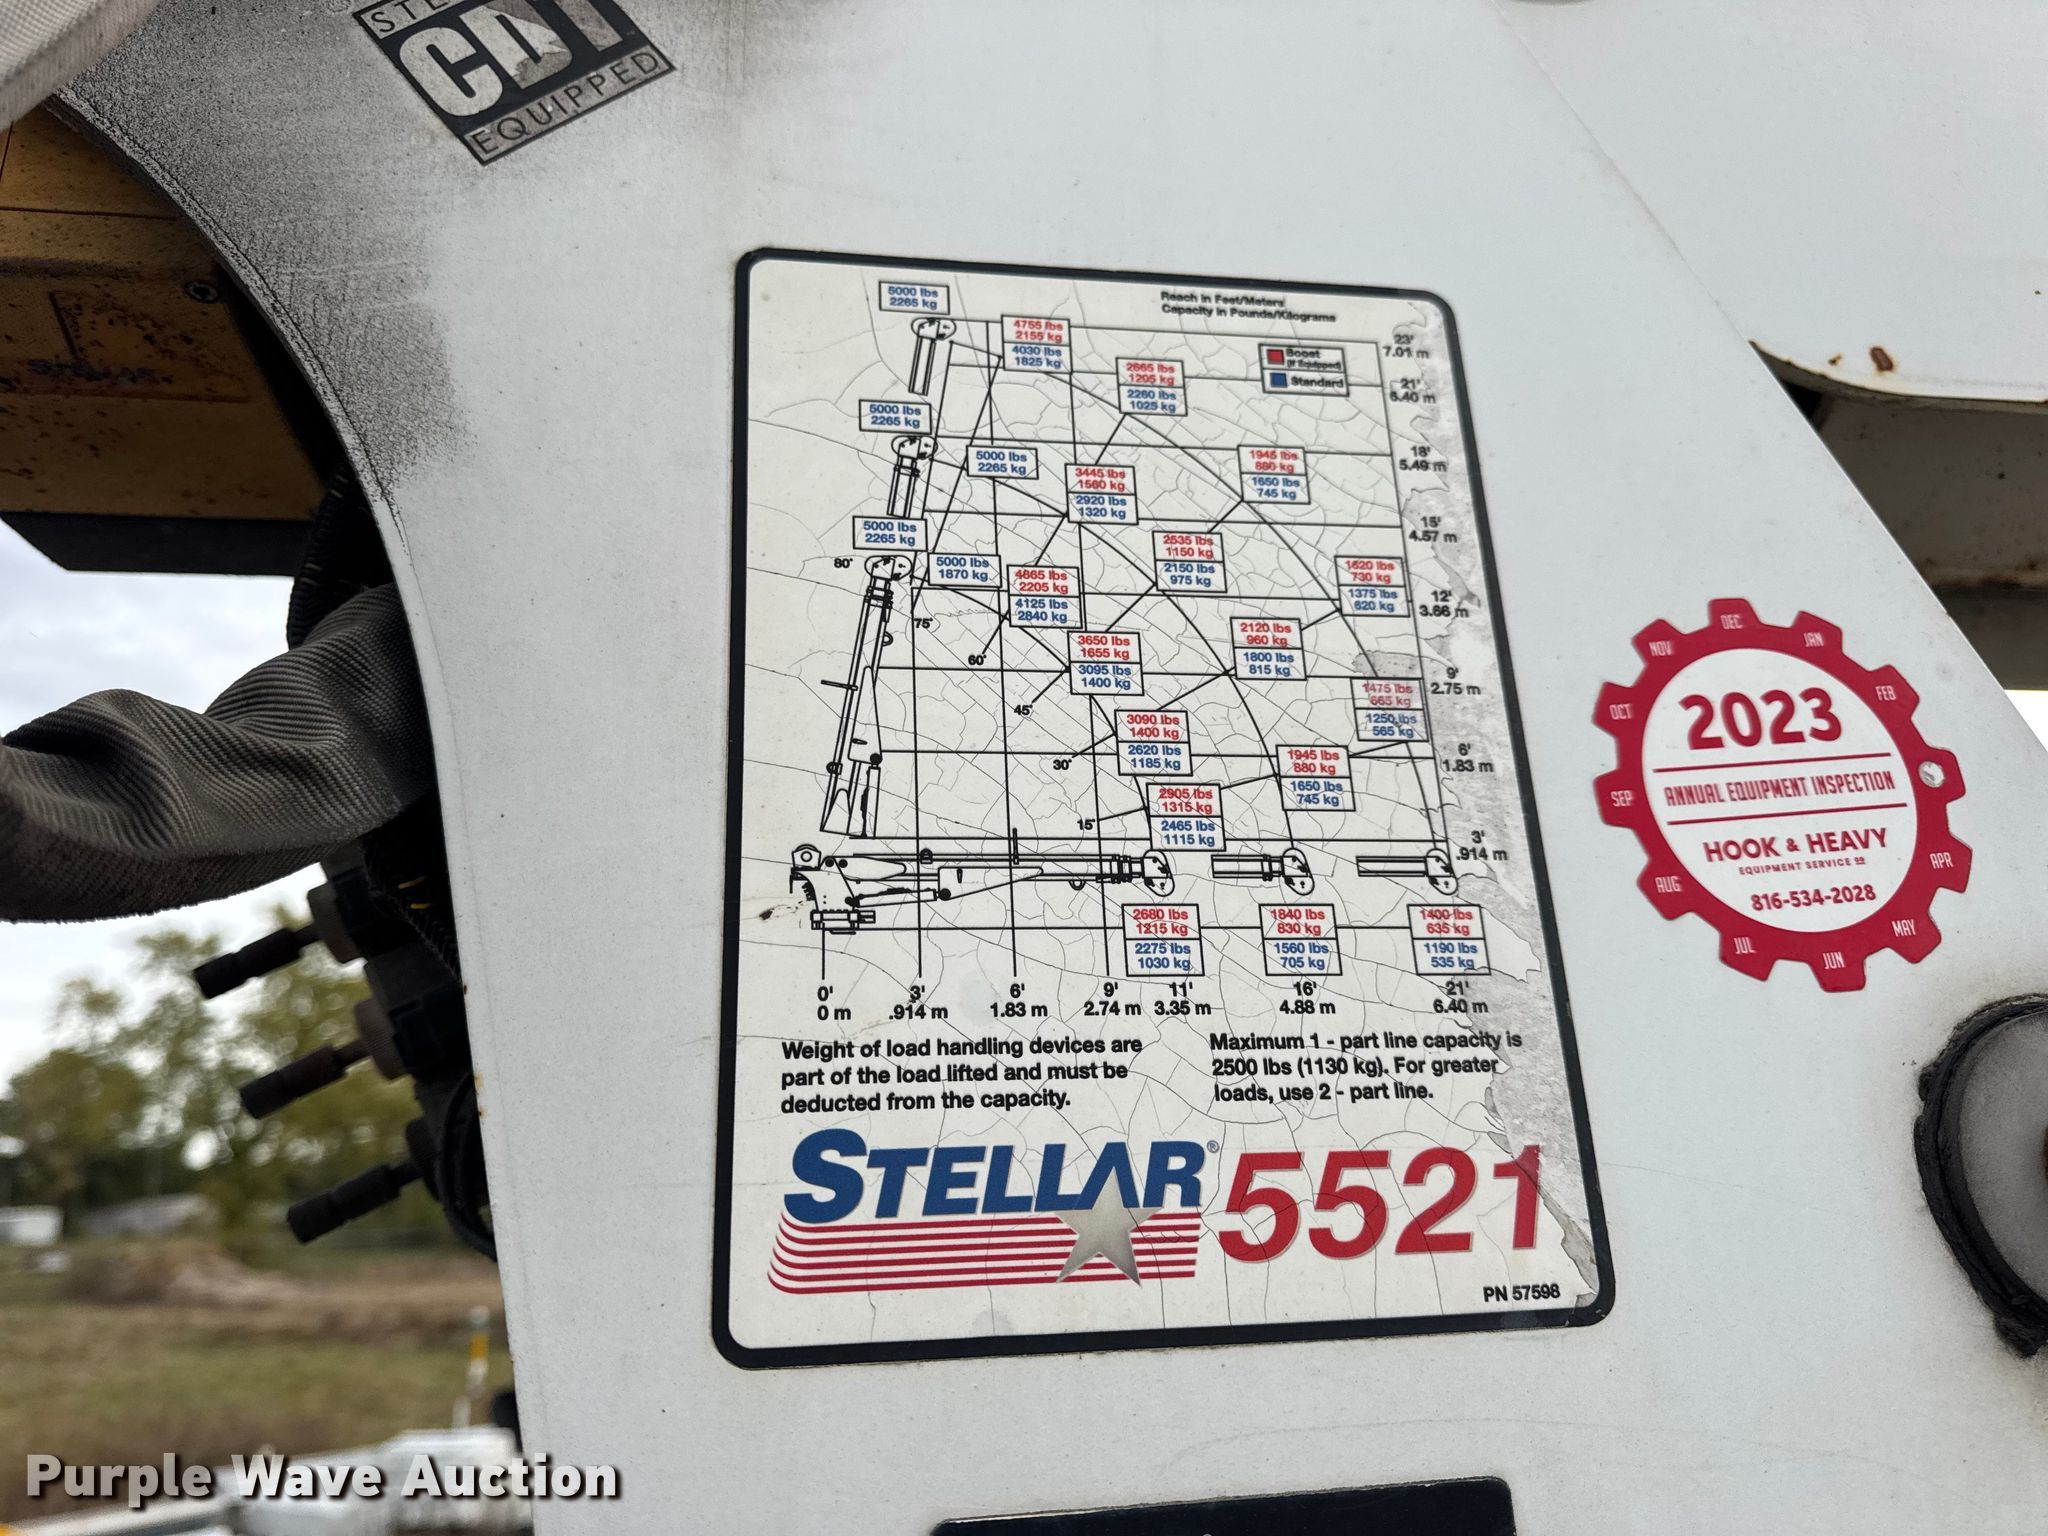 CDT
EQUIPPED
STELLAR
Reach in Feet/Meters
Capacity in Pounds/Kilograms
Boost
(If Equipped)
Standard
5000 lbs
2265 kg
4755 lbs
2155 kg
4030 lbs
1825 kg
2665 lbs
1205 kg
2260 lbs
1025 kg
23'
7.01 m
21'
6.40 m
5000 lbs
2265 kg
5000 lbs
2265 kg
3445 lbs
1560 kg
2920 lbs
1320 kg
1945 lbs
880 kg
1650 lbs
745 kg
18'
5.49 m
5000 lbs
2265 kg
80°
5000 lbs
1870 kg
4865 lbs
2205 kg
4125 lbs
2840 kg
2535 lbs
1150 kg
2150 lbs
975 kg
15'
4.57 m
1620 lbs
730 kg
1375 lbs
620 kg
12'
3.66 m
75°
60°
3650 lbs
1655 kg
3095 lbs
1400 kg
2120 lbs
960 kg
1800 lbs
815 kg
9'
2.75 m
45°
3090 lbs
1400 kg
2620 lbs
1185 kg
1475 lbs
665 kg
1250 lbs
565 kg
30°
1945 lbs
880 kg
1650 lbs
745 kg
6'
1.83 m
15°
2905 lbs
1315 kg
2465 lbs
1115 kg
3'
.914 m
2680 lbs
1215 kg
2275 lbs
1030 kg
1840 lbs
830 kg
1560 lbs
705 kg
1400 lbs
635 kg
1190 lbs
535 kg
0' 3' 6' 9' 11' 16' 21'
0 m .914 m 1.83 m 2.74 m 3.35 m 4.88 m 6.40 m
Weight of load handling devices are
part of the load lifted and must be
deducted from the capacity.
Maximum 1 - part line capacity is
2500 lbs (1130 kg). For greater
loads, use 2 - part line.
STELLAR® 5521
PN 57598
DEC
JAN
FEB
APR
MAY
JUN
JUL
AUG
SEP
OCT
NOV
2023
ANNUAL EQUIPMENT INSPECTION
HOOK & HEAVY
EQUIPMENT SERVICE CO
816-534-2028
Purple Wave Auction